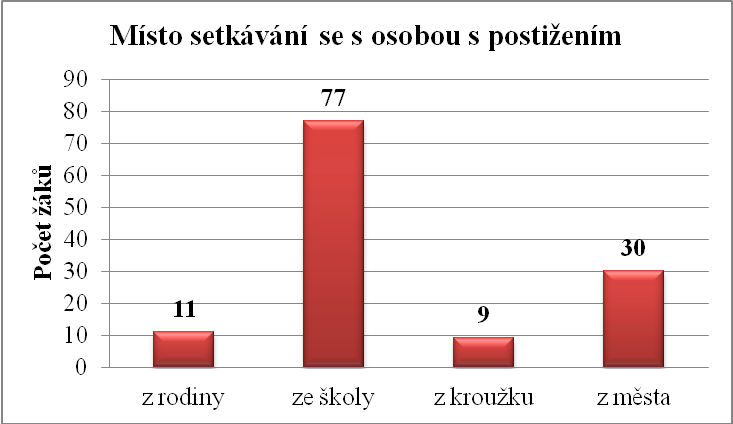 Místo setkávání se s osobou s postižením
Počet žáků
90
80
70
60
50
40
30
20
10
0
11
77
9
30
z rodiny
ze školy
z kroužku
z města